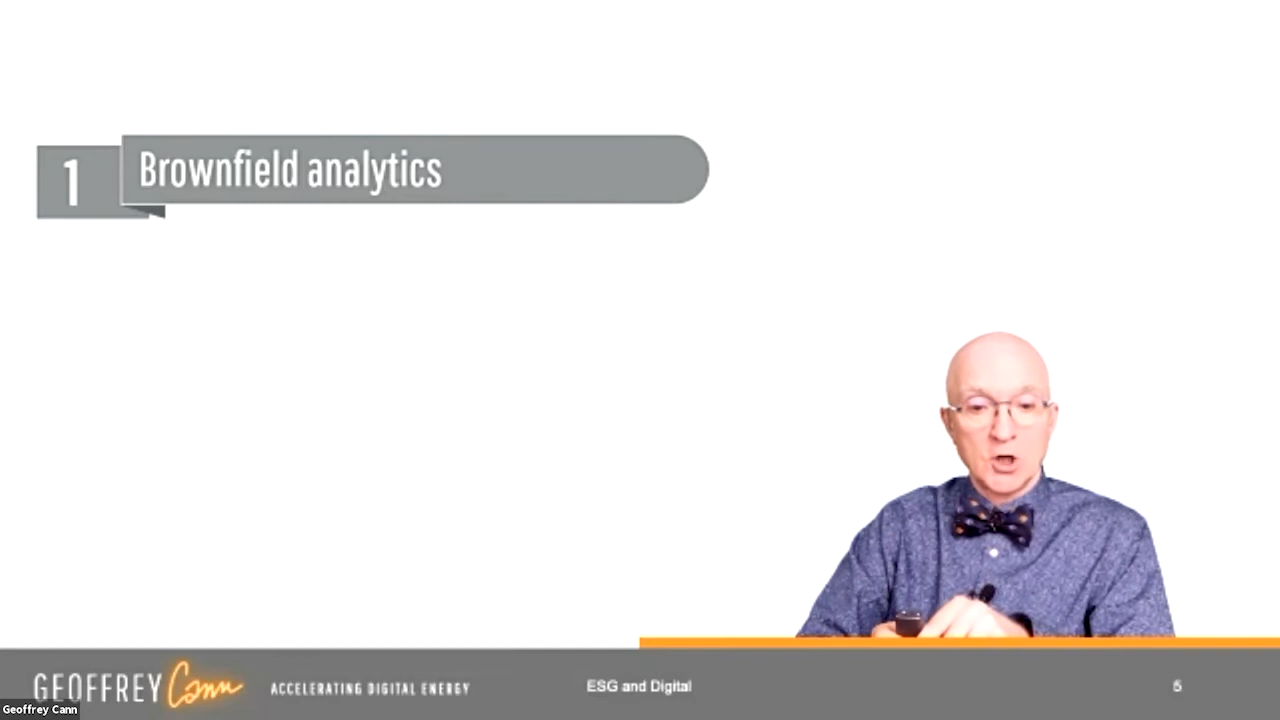 1 Brownfield analytics
GEOFFREY Cann ACCELERATING DIGITAL ENERGY ESG and Digital 5
Geoffrey Cann